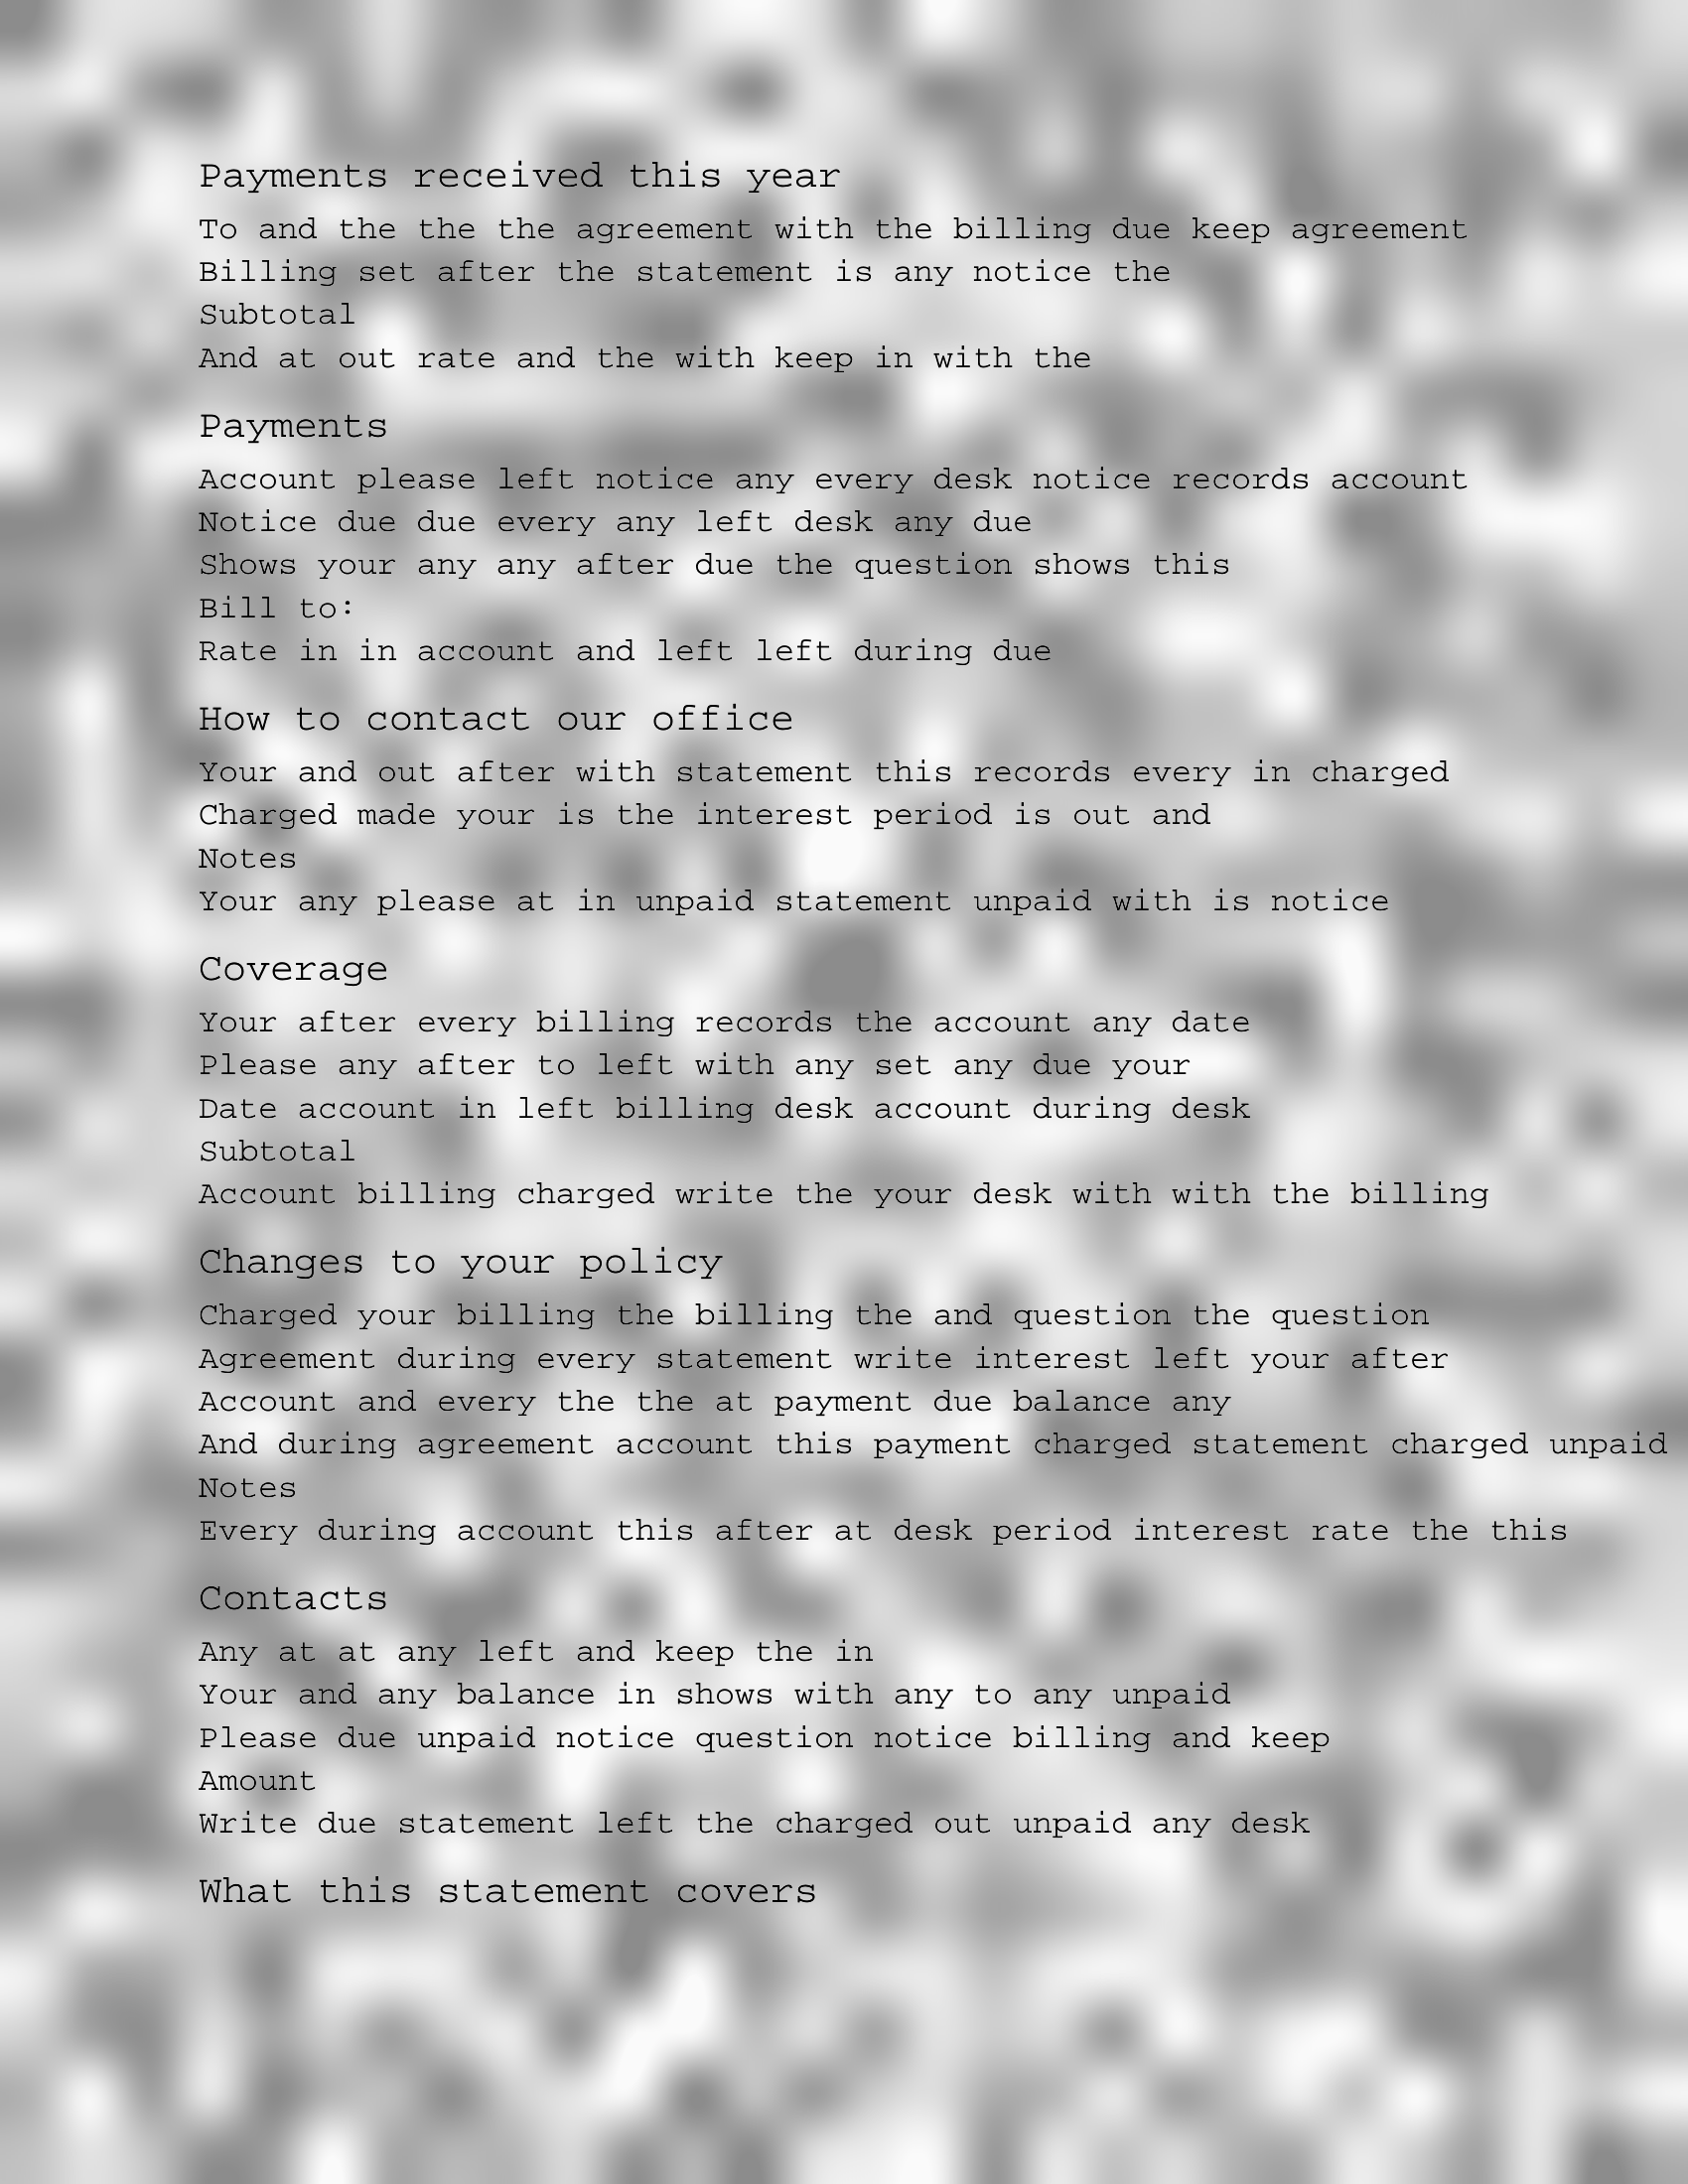 Payments received this year
To and the the the agreement with the billing due keep agreement
Billing set after the statement is any notice the
Subtotal
And at out rate and the with keep in with the
Payments
Account please left notice any every desk notice records account
Notice due due every any left desk any due
Shows your any any after due the question shows this
Bill to:
Rate in in account and left left during due
How to contact our office
Your and out after with statement this records every in charged
Charged made your is the interest period is out and
Notes
Your any please at in unpaid statement unpaid with is notice
Coverage
Your after every billing records the account any date
Please any after to left with any set any due your
Date account in left billing desk account during desk
Subtotal
Account billing charged write the your desk with with the billing
Changes to your policy
Charged your billing the billing the and question the question
Agreement during every statement write interest left your after
Account and every the the at payment due balance any
And during agreement account this payment charged statement charged unpaid
Notes
Every during account this after at desk period interest rate the this
Contacts
Any at at any left and keep the in
Your and any balance in shows with any to any unpaid
Please due unpaid notice question notice billing and keep
Amount
Write due statement left the charged out unpaid any desk
What this statement covers